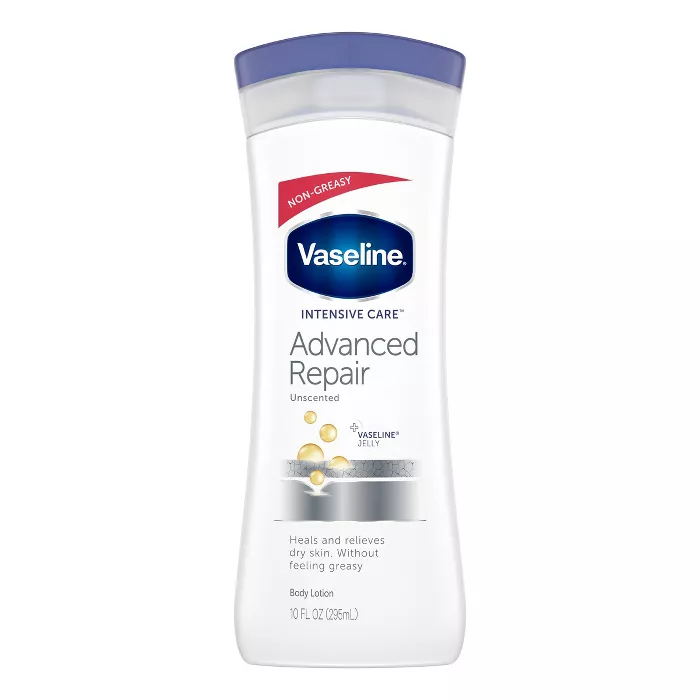 NON-GREASY
Vaseline®
INTENSIVE CARE™
Advanced
Repair
Unscented
VASELINE®
JELLY
Heals and relieves
dry skin. Without
feeling greasy
Body Lotion
10 FL OZ (295mL)